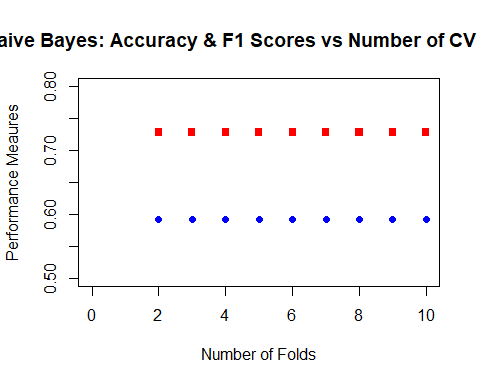 aive Bayes: Accuracy & F1 Scores vs Number of CV
Performance Meaures
0.80
0.70
0.60
0.50
0 2 4 6 8 10
Number of Folds